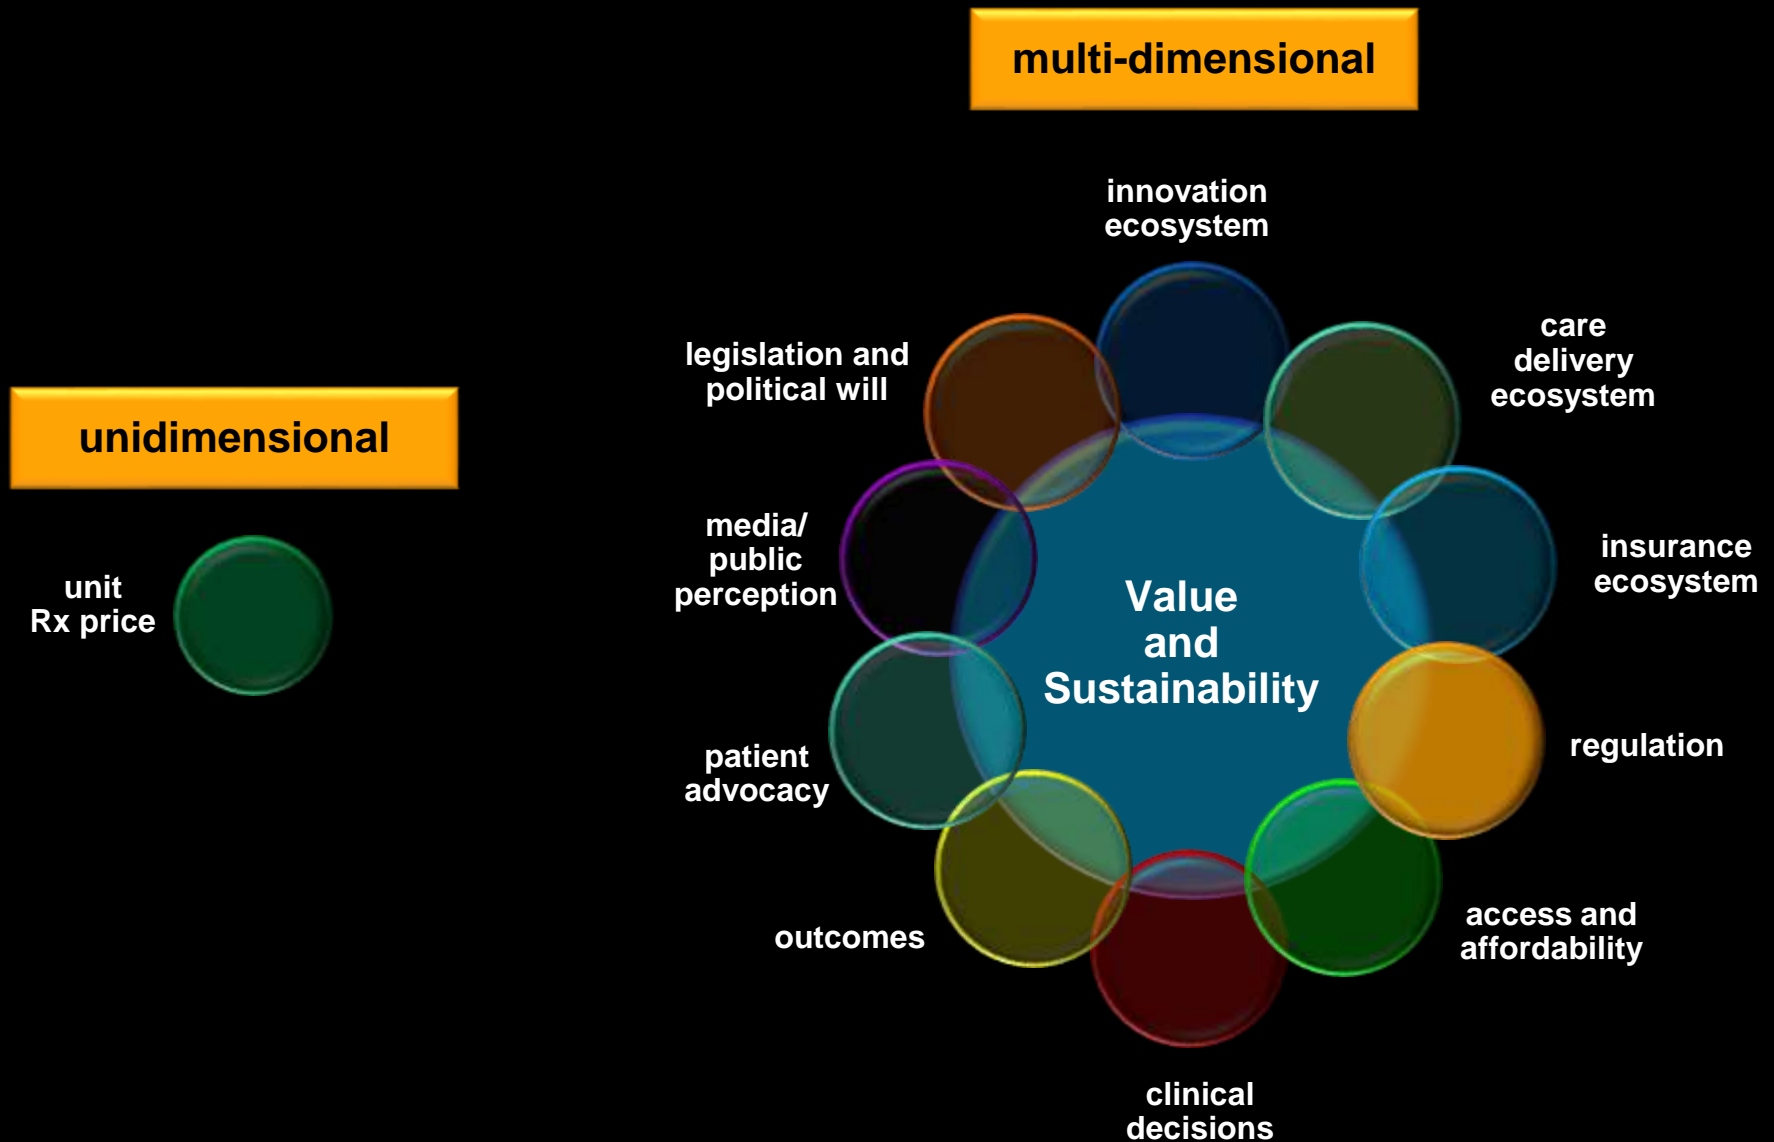 multi-dimensional
unidimensional
unit
Rx price
innovation
ecosystem
care
delivery
ecosystem
insurance
ecosystem
regulation
access and
affordability
clinical
decisions
outcomes
patient
advocacy
media/
public
perception
legislation and
political will
Value
and
Sustainability